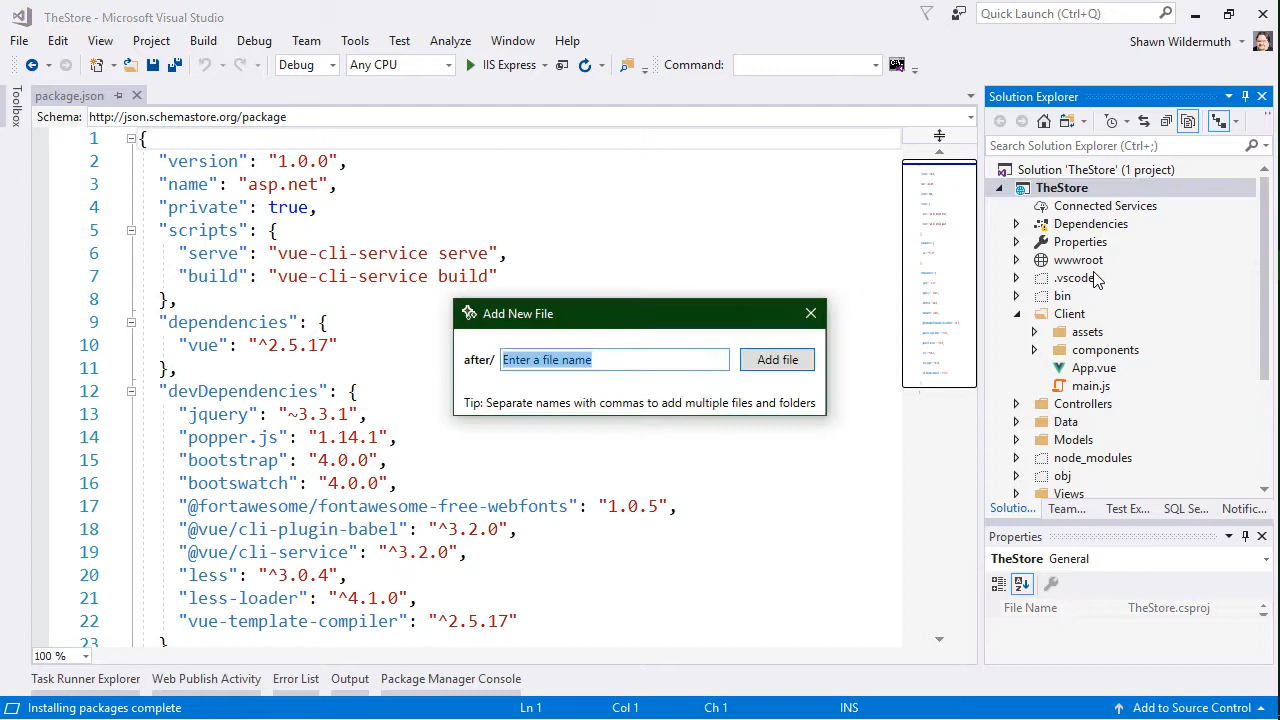 TheStore - Microsoft Visual Studio
Quick Launch (Ctrl+Q)
File Edit View Project Build Debug Team Tools Test Analyze Window Help
Shawn Wildermuth
Debug Any CPU IIS Express Command:
Toolbox
package.json
Schema: http://json.schemastore.org/package
1 {
2 "version": "1.0.0",
3 "name": "asp.net",
4 "private": true,
5 "scripts": {
6 "serve": "vue-cli-service serve",
7 "build": "vue-cli-service build"
8 },
9 "dependencies": {
10 "vue": "^2.5.17"
11 },
12 "devDependencies": {
13 "jquery": "~3.3.1",
14 "popper.js": "1.14.1",
15 "bootstrap": "4.0.0",
16 "bootswatch": "4.0.0",
17 "@fortawesome/fontawesome-free-webfonts": "1.0.5",
18 "@vue/cli-plugin-babel": "^3.2.0",
19 "@vue/cli-service": "^3.2.0",
20 "less": "^3.0.4",
21 "less-loader": "^4.1.0",
22 "vue-template-compiler": "^2.5.17"
23 }
Add New File
after/ Enter a file name Add file
Tip: Separate names with commas to add multiple files and folders
Solution Explorer
Search Solution Explorer (Ctrl+;)
Solution 'TheStore' (1 project)
TheStore
Connected Services
Dependencies
Properties
wwwroot
.vscode
bin
Client
assets
components
App.vue
main.js
Controllers
Data
Models
node_modules
obj
Views
Solutio... Team... Test Ex... SQL Se... Notific...
Properties
TheStore General
File Name TheStore.csproj
100 %
Task Runner Explorer Web Publish Activity Error List Output Package Manager Console
Installing packages complete Ln 1 Col 1 Ch 1 INS Add to Source Control